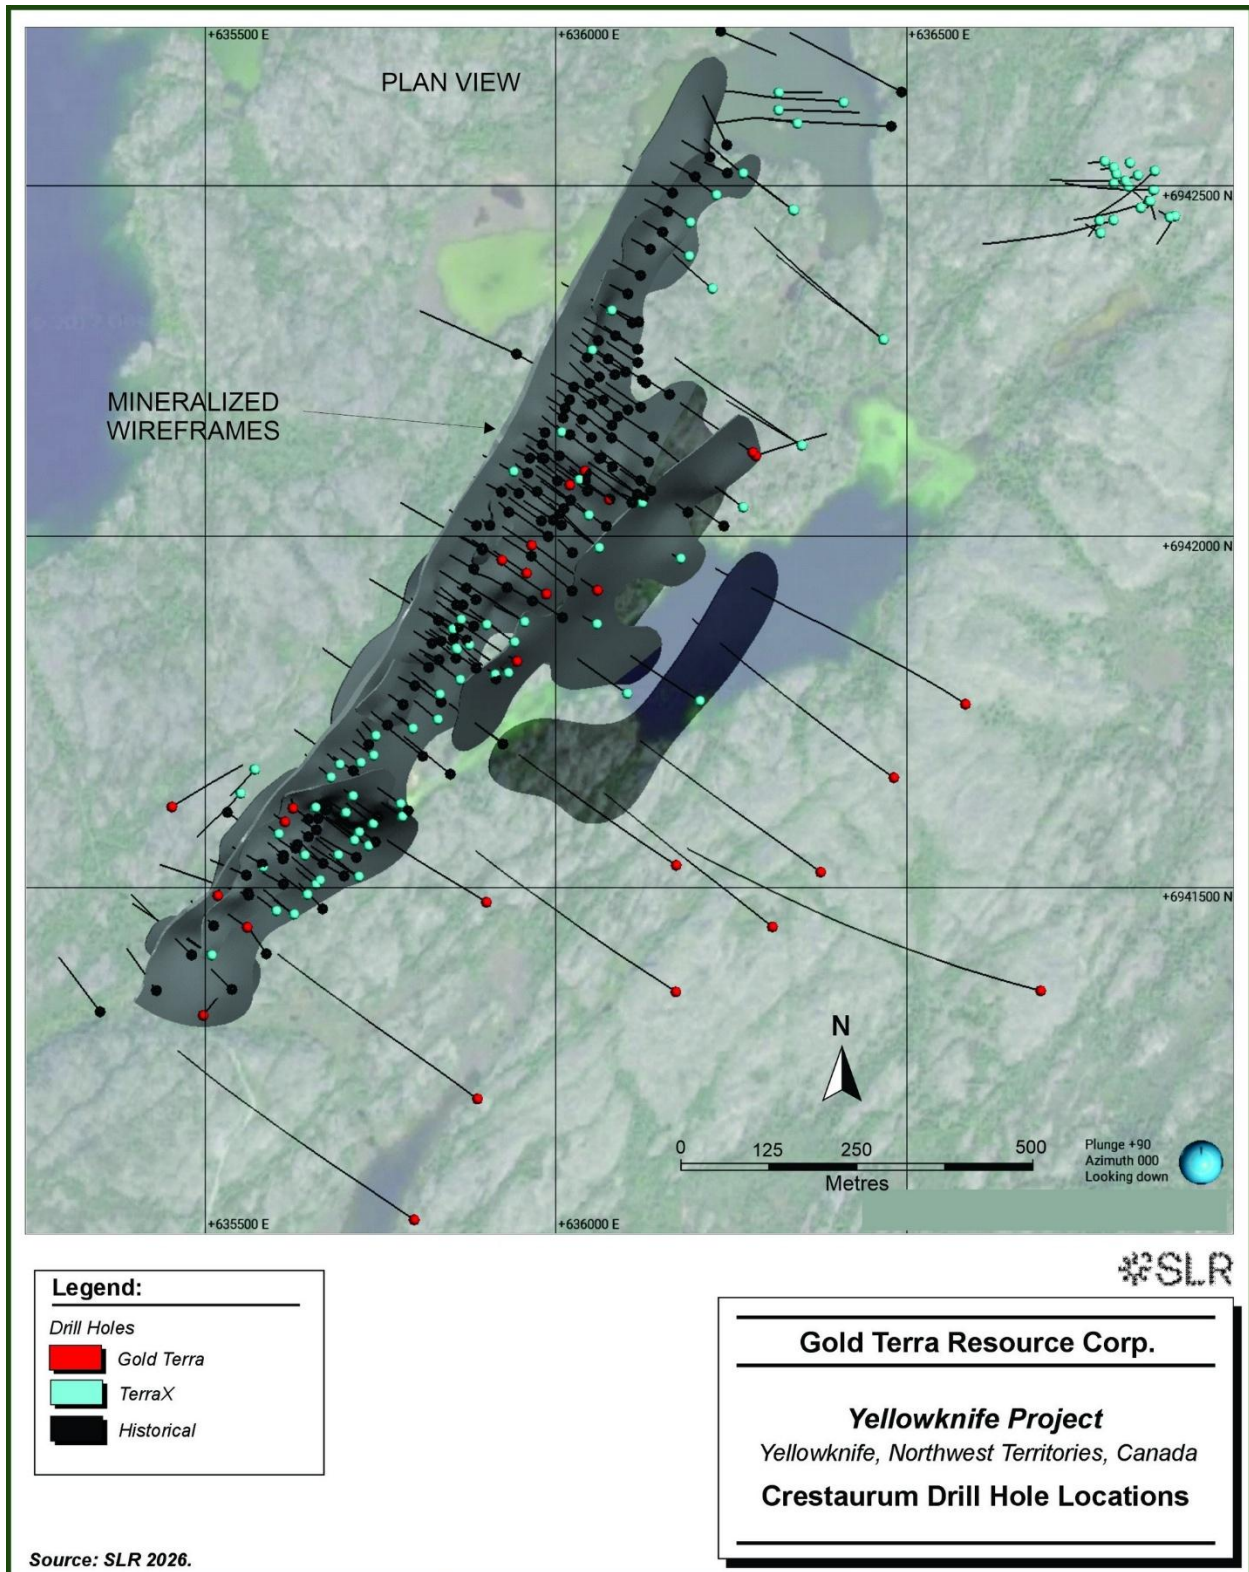 +635500 E
+636000 E
+636500 E
PLAN VIEW
+6942500 N
MINERALIZED
WIREFRAMES
+6942000 N
+6941500 N
N
0 125 250 500
Metres
Plunge +90
Azimuth 000
Looking down
+635500 E
+636000 E
SLR
Legend:
Drill Holes
Gold Terra
TerraX
Historical
Gold Terra Resource Corp.
Yellowknife Project
Yellowknife, Northwest Territories, Canada
Crestaurum Drill Hole Locations
Source: SLR 2026.